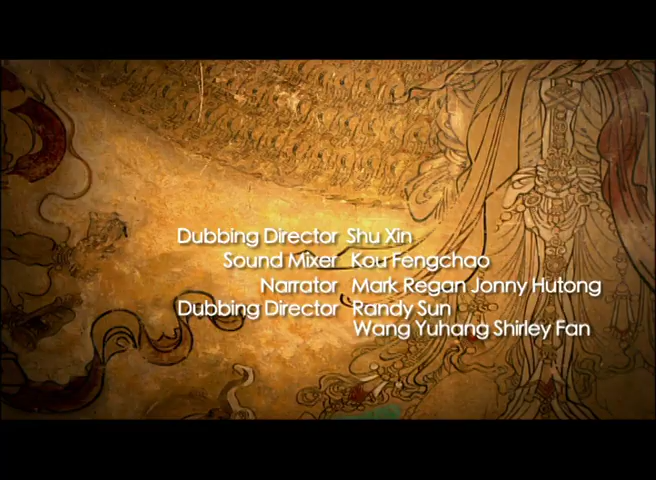 Dubbing Director Shu Xin
Sound Mixer Kou Fengchao
Narrator Mark Regan Jonny Hutong
Dubbing Director Randy Sun
Wang Yuhang Shirley Fan